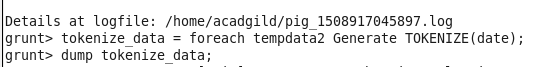 Details at logfile: /home/acadgild/pig_1508917045897.log
grunt> tokenize_data = foreach tempdata2 Generate TOKENIZE(date);
grunt> dump tokenize_data;